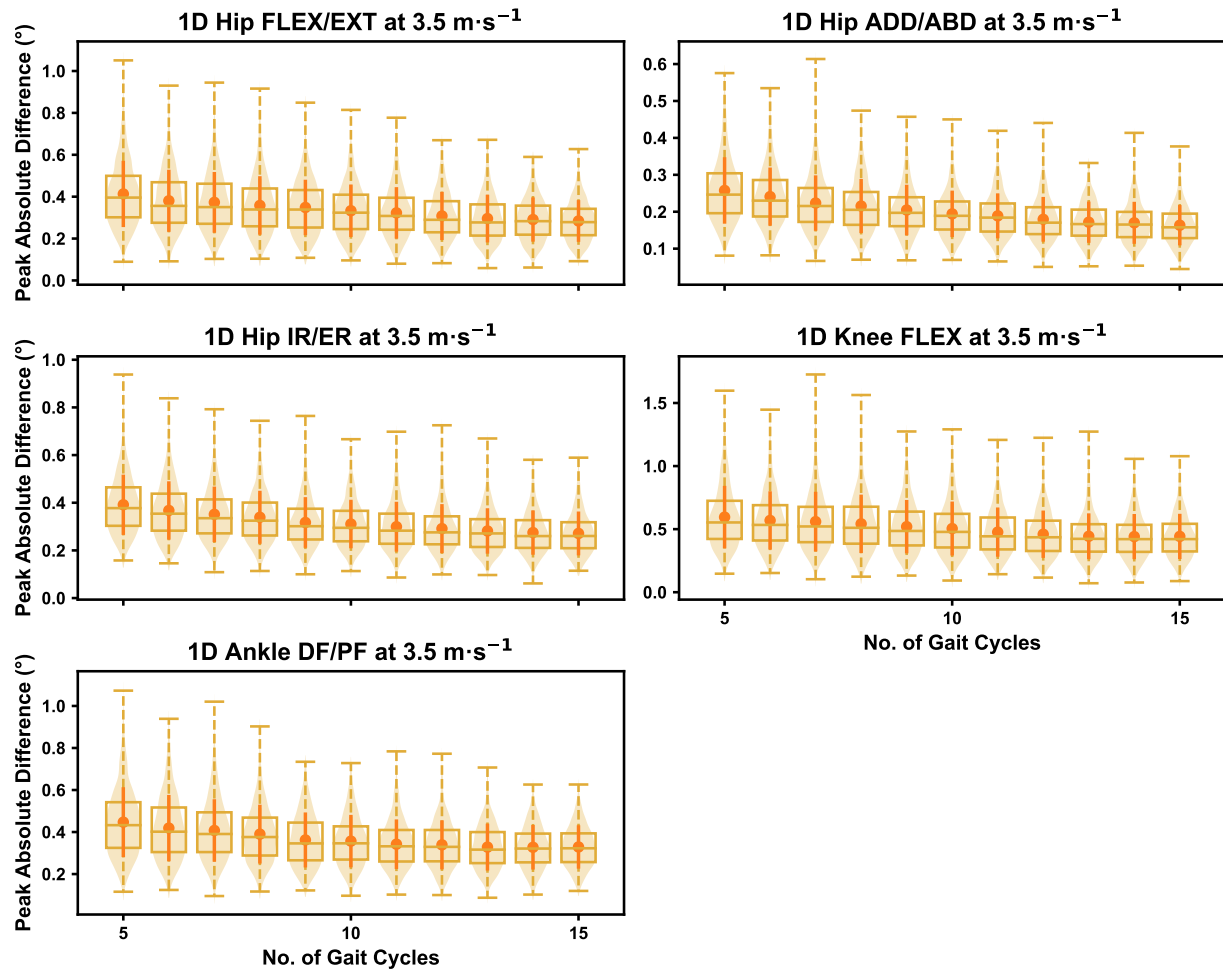 1D Hip FLEX/EXT at 3.5 m·s⁻¹
Peak Absolute Difference (°)
1.0
0.8
0.6
0.4
0.2
0.0
1D Hip ADD/ABD at 3.5 m·s⁻¹
0.6
0.5
0.4
0.3
0.2
0.1
1D Hip IR/ER at 3.5 m·s⁻¹
Peak Absolute Difference (°)
1.0
0.8
0.6
0.4
0.2
0.0
1D Knee FLEX at 3.5 m·s⁻¹
1.5
1.0
0.5
0.0
5 10 15
No. of Gait Cycles
1D Ankle DF/PF at 3.5 m·s⁻¹
Peak Absolute Difference (°)
1.0
0.8
0.6
0.4
0.2
5 10 15
No. of Gait Cycles